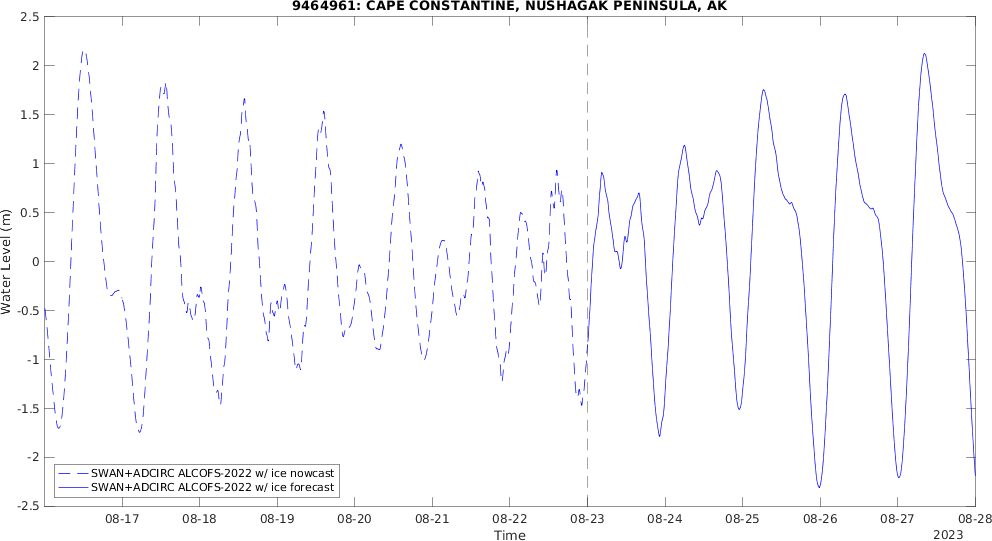 9464961: CAPE CONSTANTINE, NUSHAGAK PENINSULA, AK
2.5
2
1.5
1
0.5
0
-0.5
-1
-1.5
-2
-2.5
Water Level (m)
SWAN+ADCIRC ALCOFS-2022 w/ ice nowcast
SWAN+ADCIRC ALCOFS-2022 w/ ice forecast
08-17 08-18 08-19 08-20 08-21 08-22 08-23 08-24 08-25 08-26 08-27 08-28
Time
2023